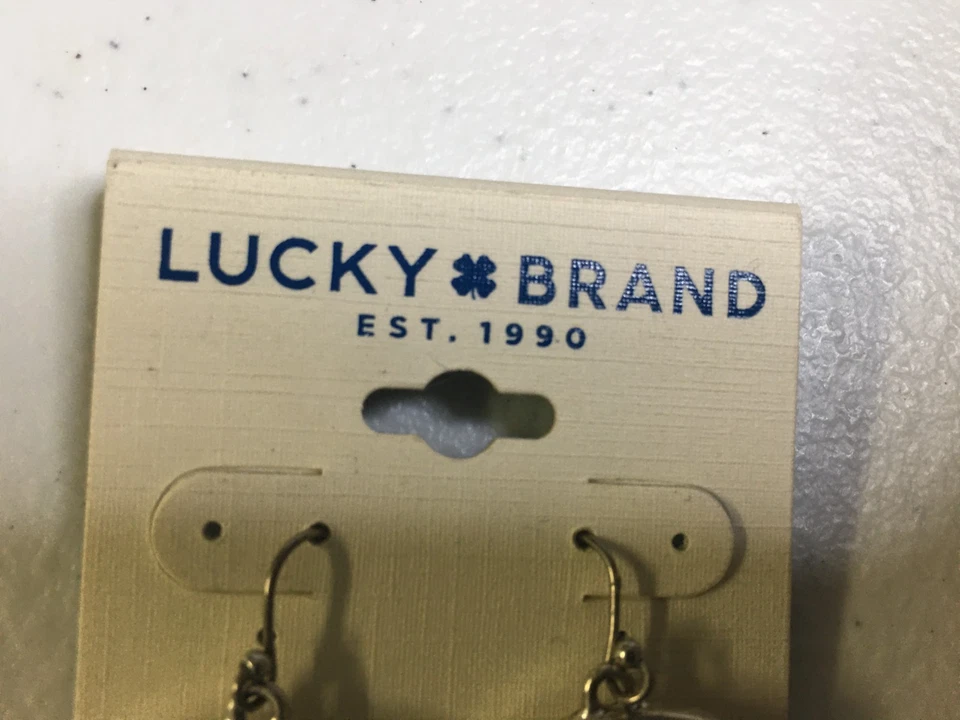 LUCKY BRAND
EST. 1990